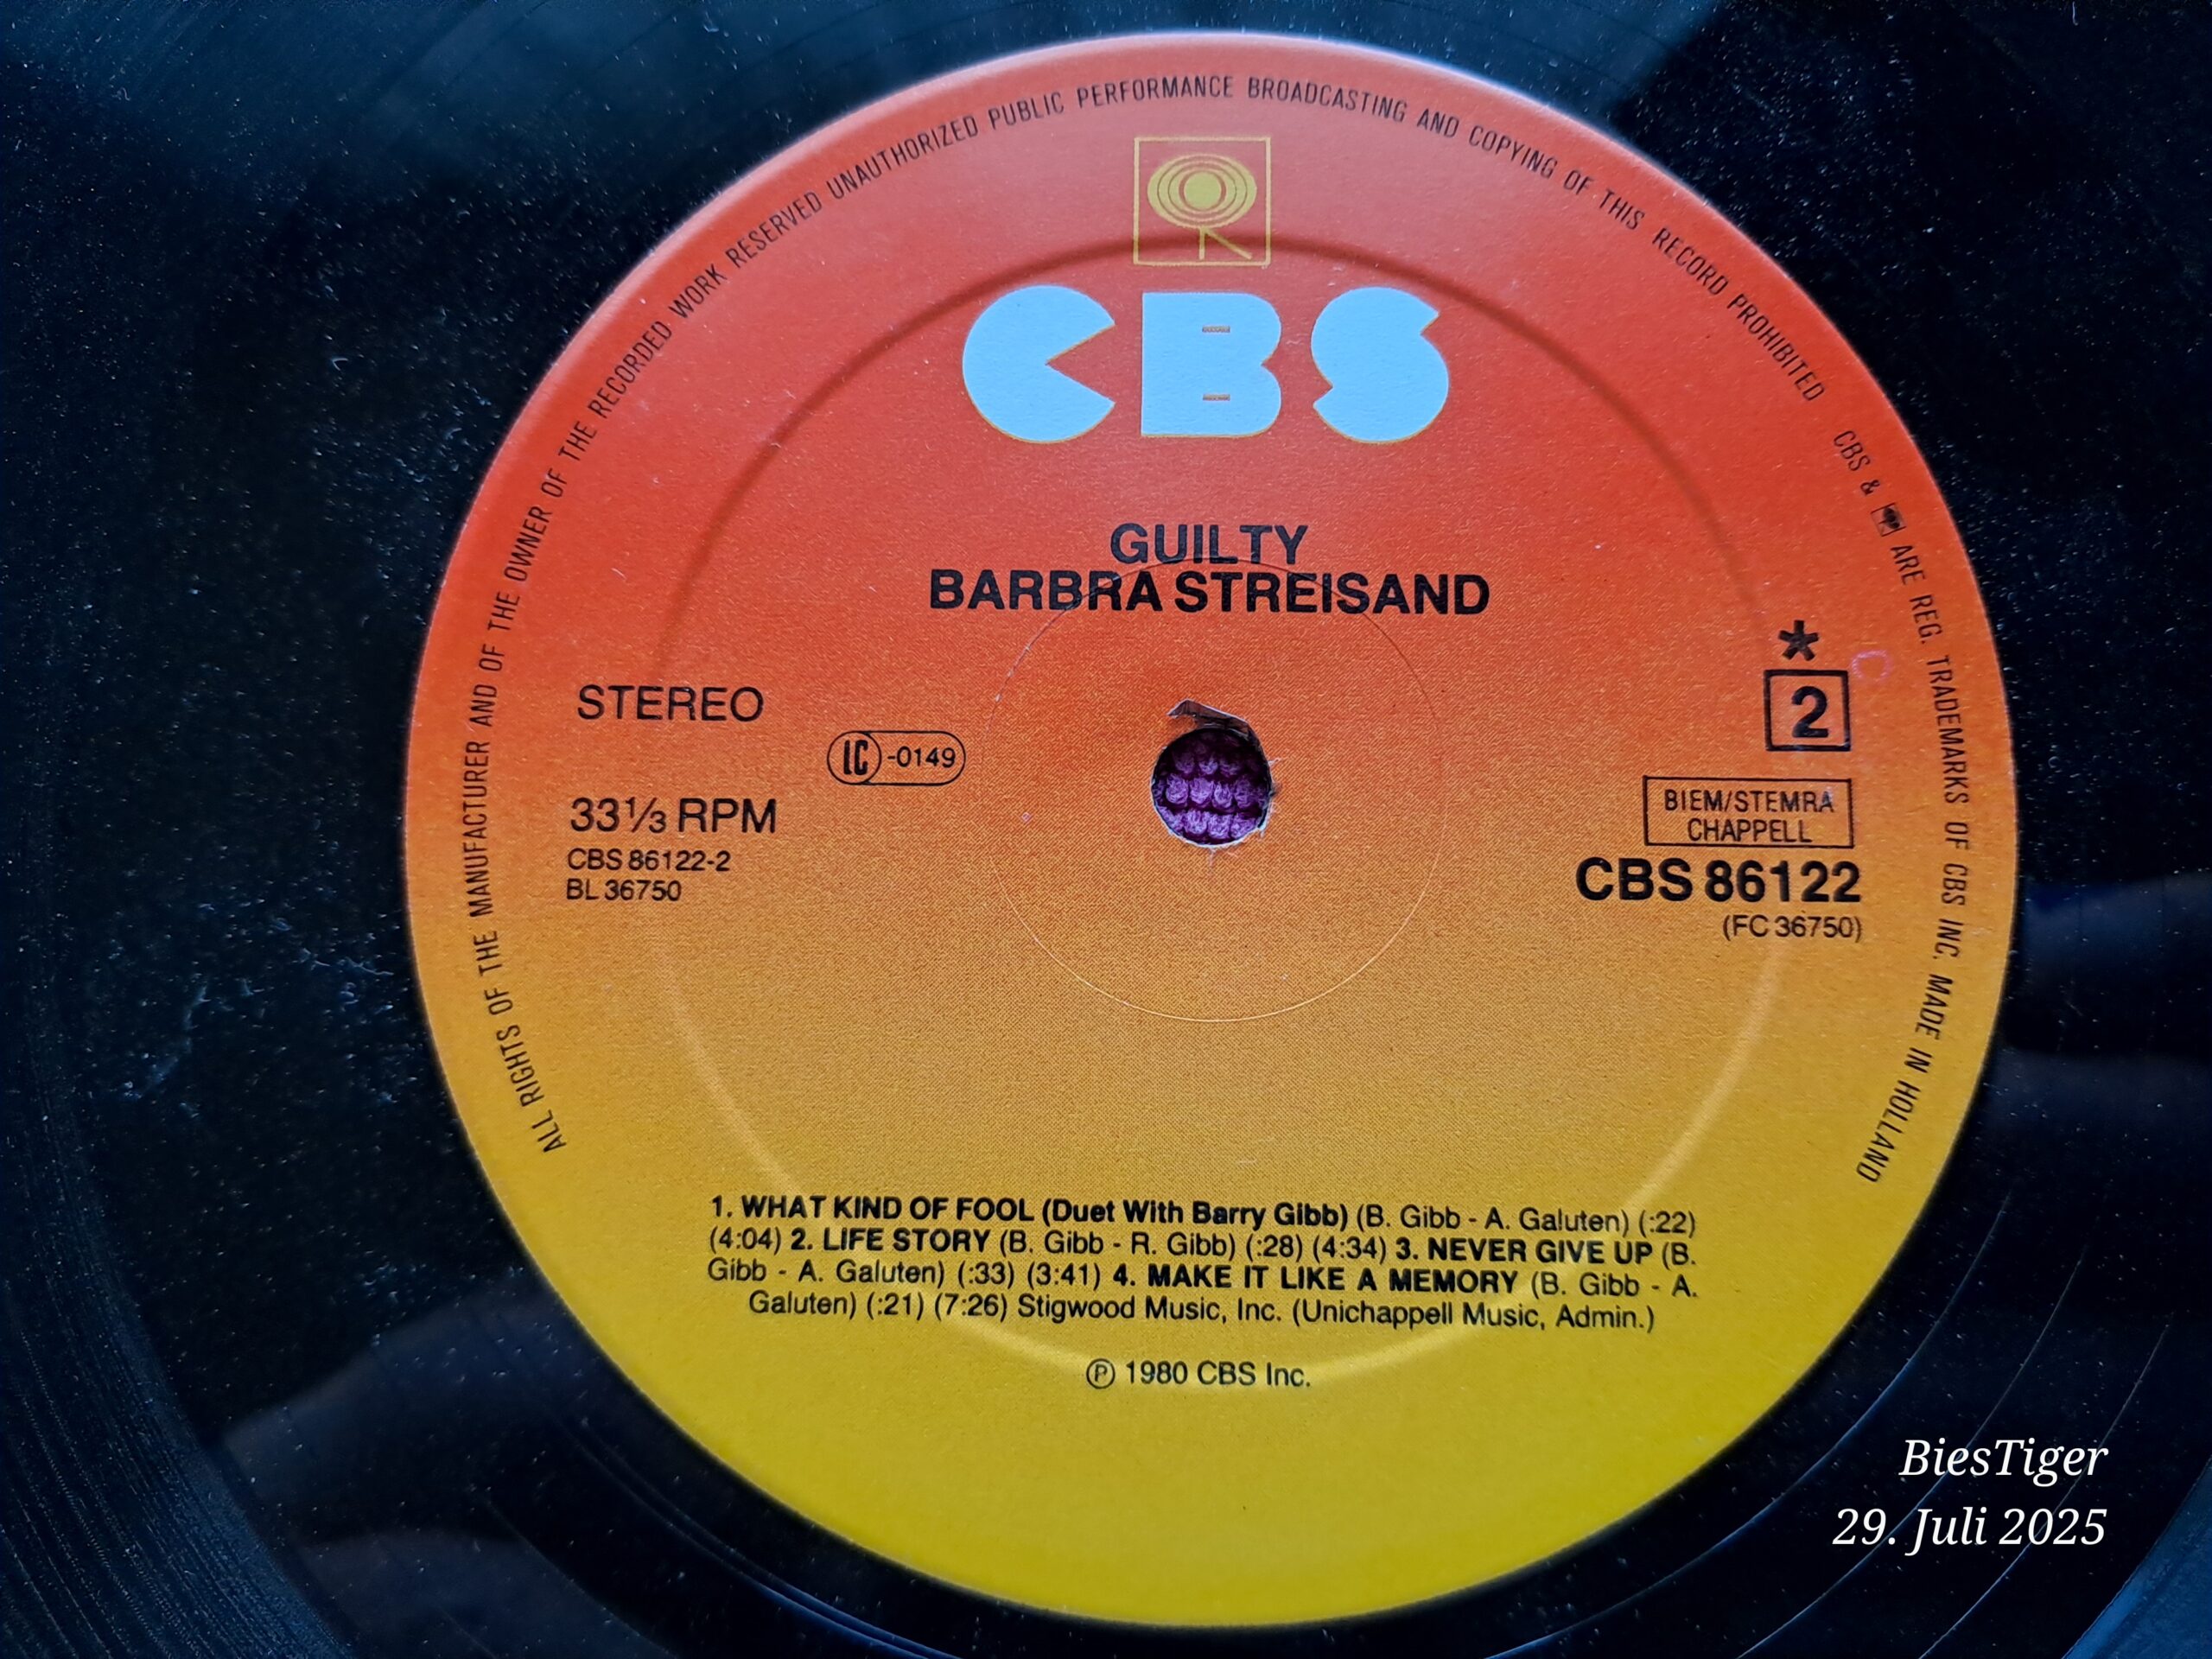 ALL RIGHTS OF THE MANUFACTURER AND OF THE OWNER OF THE RECORDED WORK RESERVED UNAUTHORIZED PUBLIC PERFORMANCE BROADCASTING AND COPYING OF THIS RECORD PROHIBITED CBS & ARE REG. TRADEMARKS OF CBS INC. MADE IN HOLLAND
CBS
GUILTY
BARBRA STREISAND
STEREO
LC -0149
33⅓ RPM
CBS 86122-2
BL 36750
*
2
BIEM/STEMRA
CHAPPELL
CBS 86122
(FC 36750)
1. WHAT KIND OF FOOL (Duet With Barry Gibb) (B. Gibb - A. Galuten) (:22)
(4:04) 2. LIFE STORY (B. Gibb - R. Gibb) (:28) (4:34) 3. NEVER GIVE UP (B.
Gibb - A. Galuten) (:33) (3:41) 4. MAKE IT LIKE A MEMORY (B. Gibb - A.
Galuten) (:21) (7:26) Stigwood Music, Inc. (Unichappell Music, Admin.)
℗ 1980 CBS Inc.
BiesTiger
29. Juli 2025